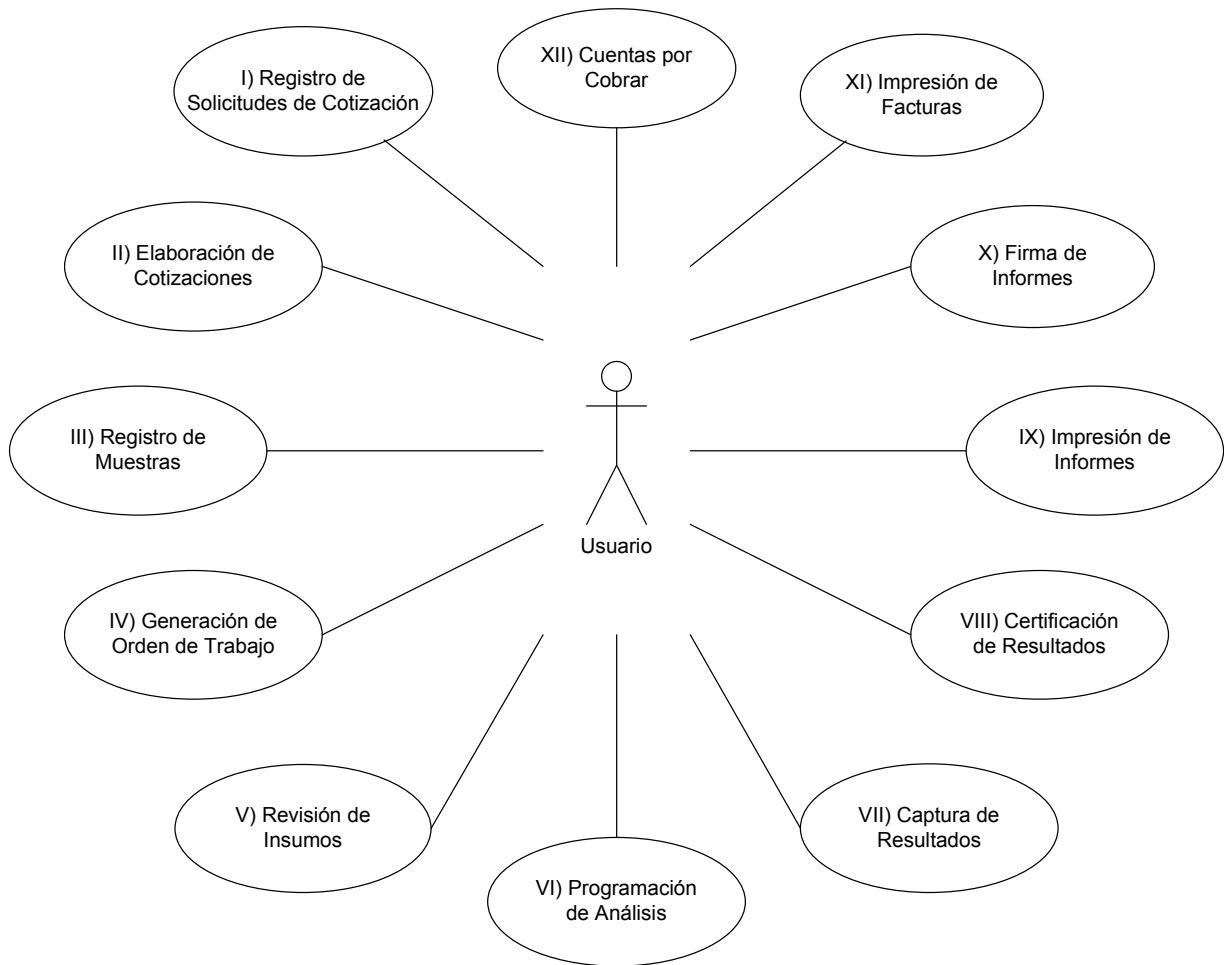 XII) Cuentas por
Cobrar
I) Registro de
Solicitudes de Cotización
XI) Impresión de
Facturas
II) Elaboración de
Cotizaciones
X) Firma de
Informes
III) Registro de
Muestras
IX) Impresión de
Informes
Usuario
IV) Generación de
Orden de Trabajo
VIII) Certificación
de Resultados
V) Revisión de
Insumos
VII) Captura de
Resultados
VI) Programación
de Análisis